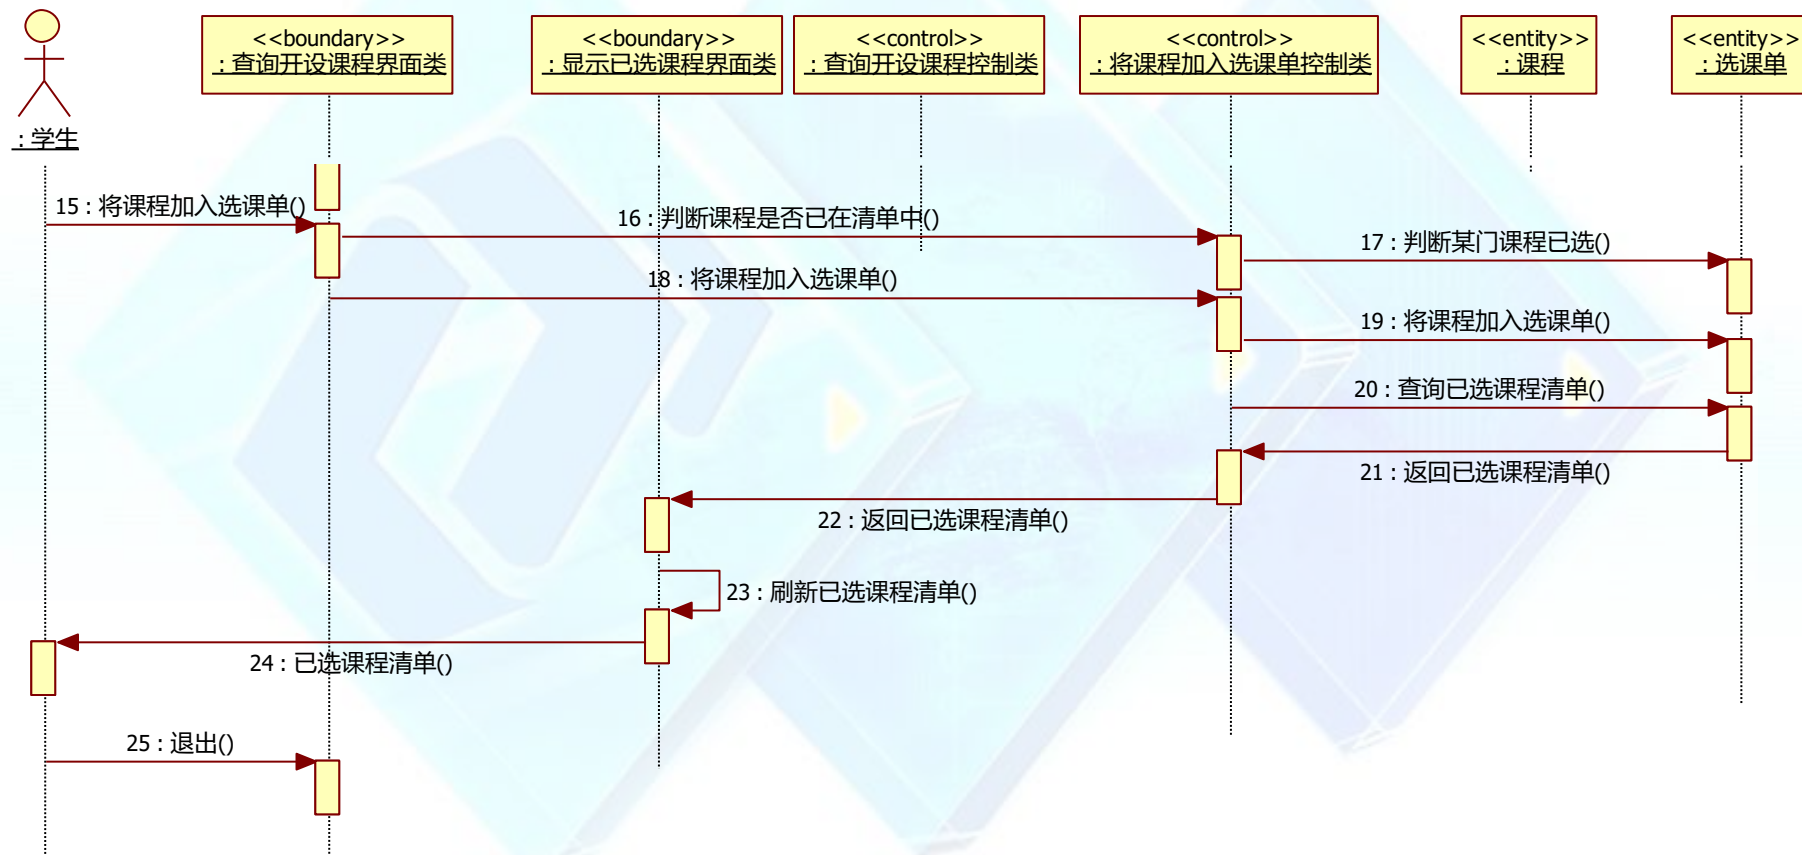 <<boundary>>
: 查询开设课程界面类
<<boundary>>
: 显示已选课程界面类
<<control>>
: 查询开设课程控制类
<<control>>
: 将课程加入选课单控制类
<<entity>>
: 课程
<<entity>>
: 选课单
: 学生
15 : 将课程加入选课单()
16 : 判断课程是否已在清单中()
17 : 判断某门课程已选()
18 : 将课程加入选课单()
19 : 将课程加入选课单()
20 : 查询已选课程清单()
21 : 返回已选课程清单()
22 : 返回已选课程清单()
23 : 刷新已选课程清单()
24 : 已选课程清单()
25 : 退出()